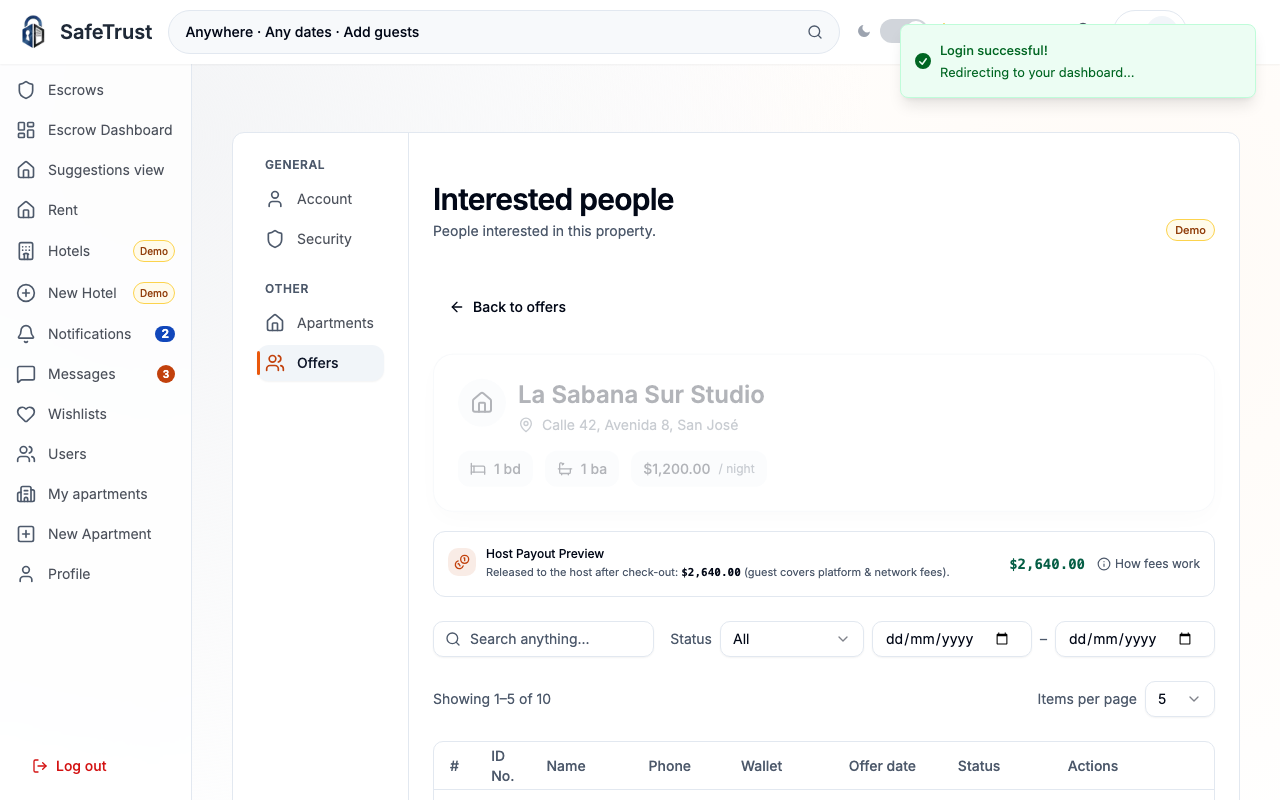 SafeTrust
Anywhere · Any dates · Add guests
Login successful!
Redirecting to your dashboard...
Escrows
Escrow Dashboard
Suggestions view
Rent
Hotels Demo
New Hotel Demo
Notifications 2
Messages 3
Wishlists
Users
My apartments
New Apartment
Profile
Log out
GENERAL
Account
Security
OTHER
Apartments
Offers
Interested people
People interested in this property.
Demo
Back to offers
La Sabana Sur Studio
Calle 42, Avenida 8, San José
1 bd 1 ba $1,200.00 / night
Host Payout Preview
Released to the host after check-out: $2,640.00 (guest covers platform & network fees).
$2,640.00 How fees work
Search anything... Status All dd/mm/yyyy – dd/mm/yyyy
Showing 1–5 of 10 Items per page 5
# ID No. Name Phone Wallet Offer date Status Actions